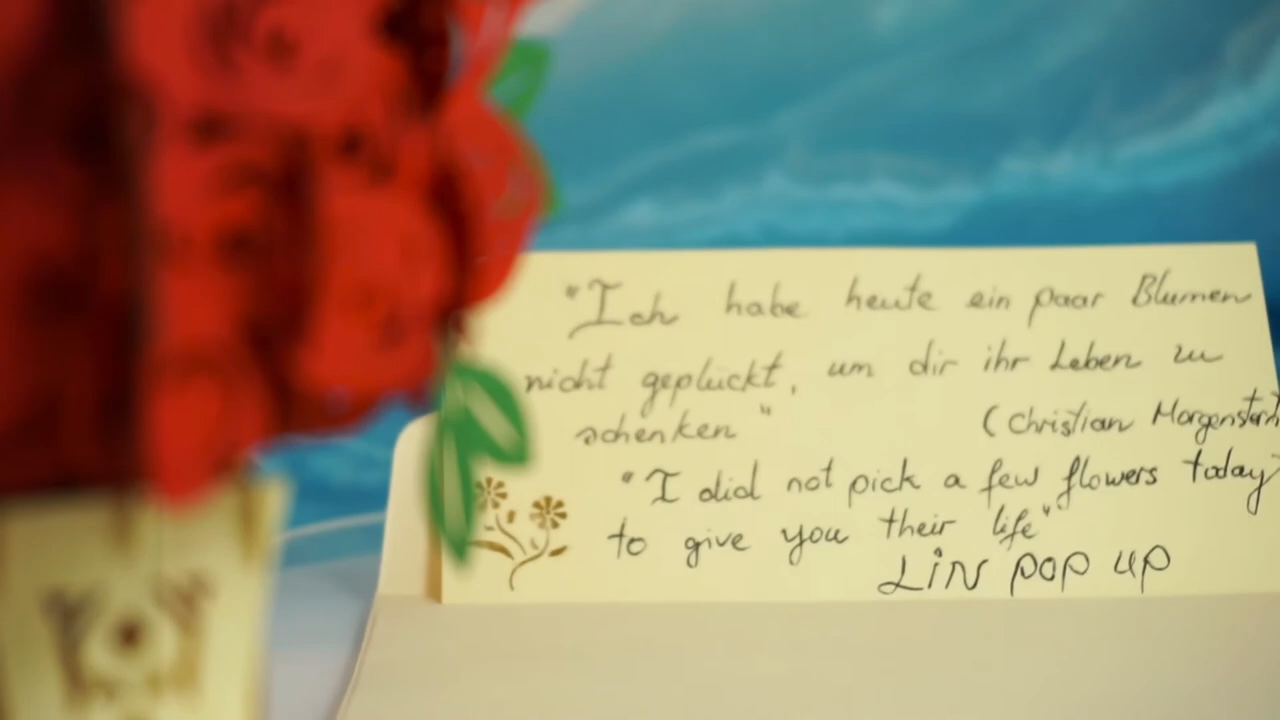 "Ich habe heute ein paar Blumen
nicht gepluckt, um dir ihr Leben zu
schenken"
(Christian Morgenstern)
"I did not pick a few flowers today
to give you their life"
LiN POP UP